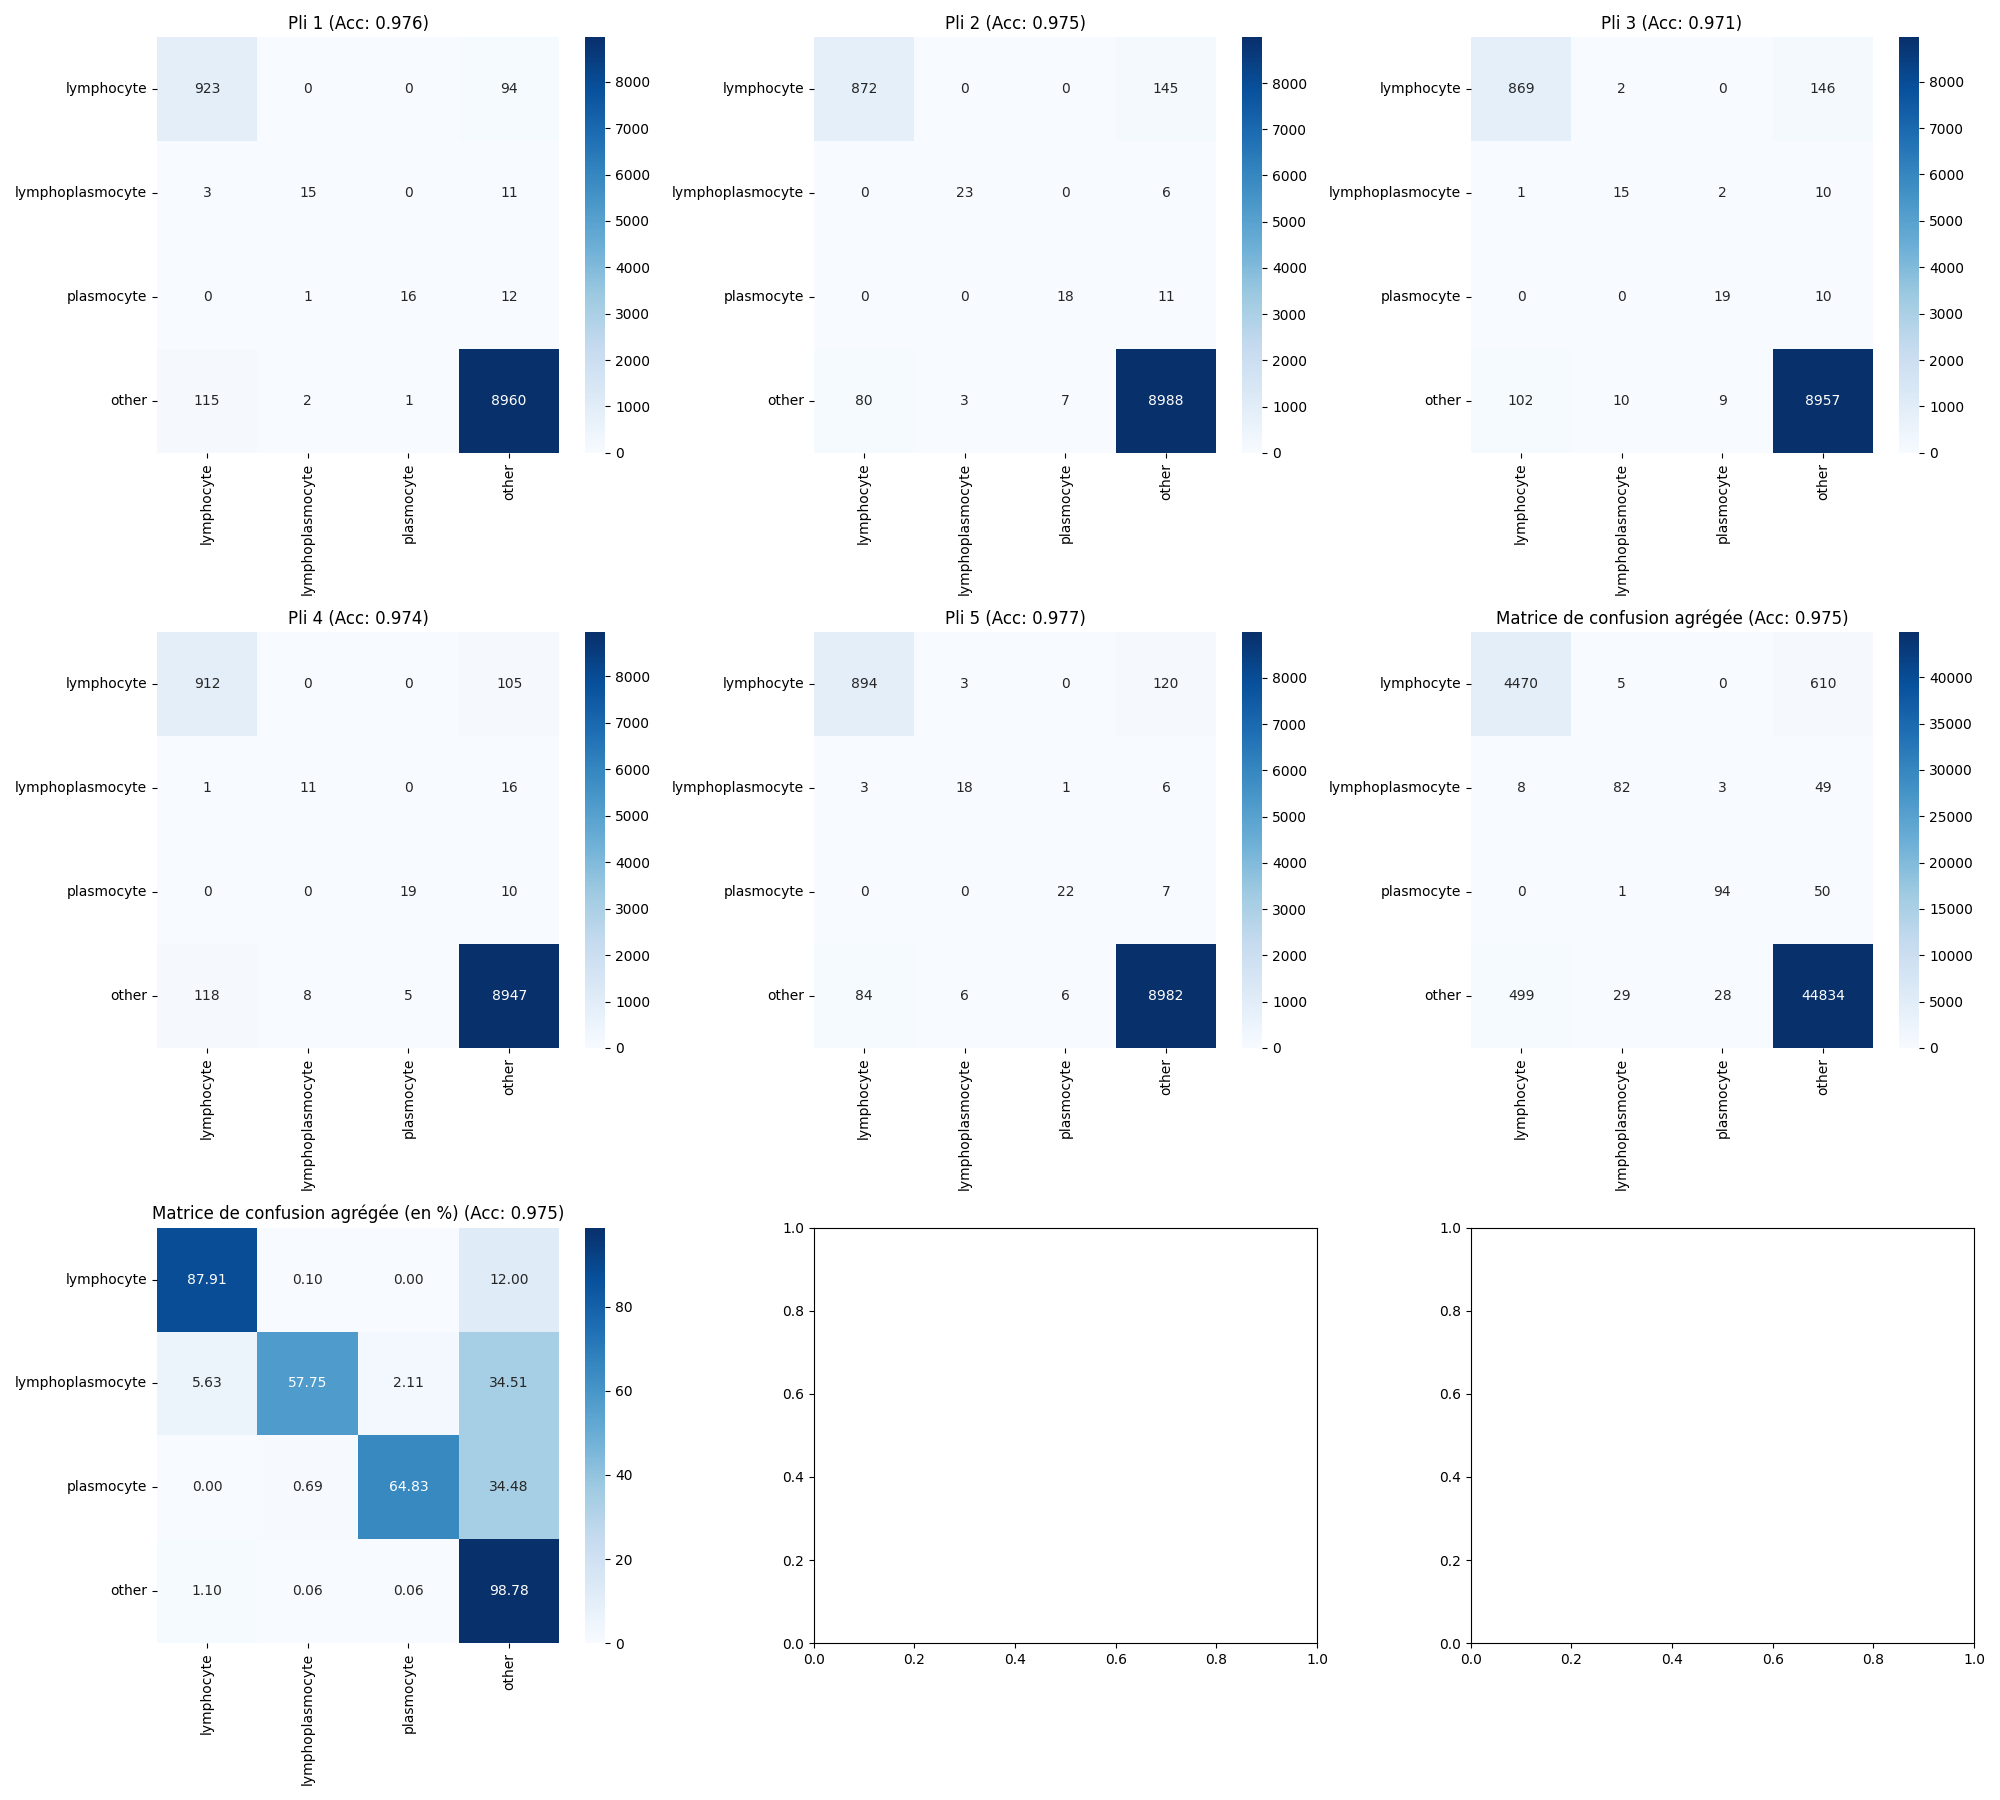 Pli 1 (Acc: 0.976)
lymphocyte 923 0 0 94
lymphoplasmocyte 3 15 0 11
plasmocyte 0 1 16 12
other 115 2 1 8960
lymphocyte lymphoplasmocyte plasmocyte other
8000
7000
6000
5000
4000
3000
2000
1000
0
Pli 2 (Acc: 0.975)
lymphocyte 872 0 0 145
lymphoplasmocyte 0 23 0 6
plasmocyte 0 0 18 11
other 80 3 7 8988
lymphocyte lymphoplasmocyte plasmocyte other
8000
7000
6000
5000
4000
3000
2000
1000
0
Pli 3 (Acc: 0.971)
lymphocyte 869 2 0 146
lymphoplasmocyte 1 15 2 10
plasmocyte 0 0 19 10
other 102 10 9 8957
lymphocyte lymphoplasmocyte plasmocyte other
8000
7000
6000
5000
4000
3000
2000
1000
0
Pli 4 (Acc: 0.974)
lymphocyte 912 0 0 105
lymphoplasmocyte 1 11 0 16
plasmocyte 0 0 19 10
other 118 8 5 8947
lymphocyte lymphoplasmocyte plasmocyte other
8000
7000
6000
5000
4000
3000
2000
1000
0
Pli 5 (Acc: 0.977)
lymphocyte 894 3 0 120
lymphoplasmocyte 3 18 1 6
plasmocyte 0 0 22 7
other 84 6 6 8982
lymphocyte lymphoplasmocyte plasmocyte other
8000
7000
6000
5000
4000
3000
2000
1000
0
Matrice de confusion agrégée (Acc: 0.975)
lymphocyte 4470 5 0 610
lymphoplasmocyte 8 82 3 49
plasmocyte 0 1 94 50
other 499 29 28 44834
lymphocyte lymphoplasmocyte plasmocyte other
40000
35000
30000
25000
20000
15000
10000
5000
0
Matrice de confusion agrégée (en %) (Acc: 0.975)
lymphocyte 87.91 0.10 0.00 12.00
lymphoplasmocyte 5.63 57.75 2.11 34.51
plasmocyte 0.00 0.69 64.83 34.48
other 1.10 0.06 0.06 98.78
lymphocyte lymphoplasmocyte plasmocyte other
80
60
40
20
0
1.0
0.8
0.6
0.4
0.2
0.0
0.0 0.2 0.4 0.6 0.8 1.0
1.0
0.8
0.6
0.4
0.2
0.0
0.0 0.2 0.4 0.6 0.8 1.0